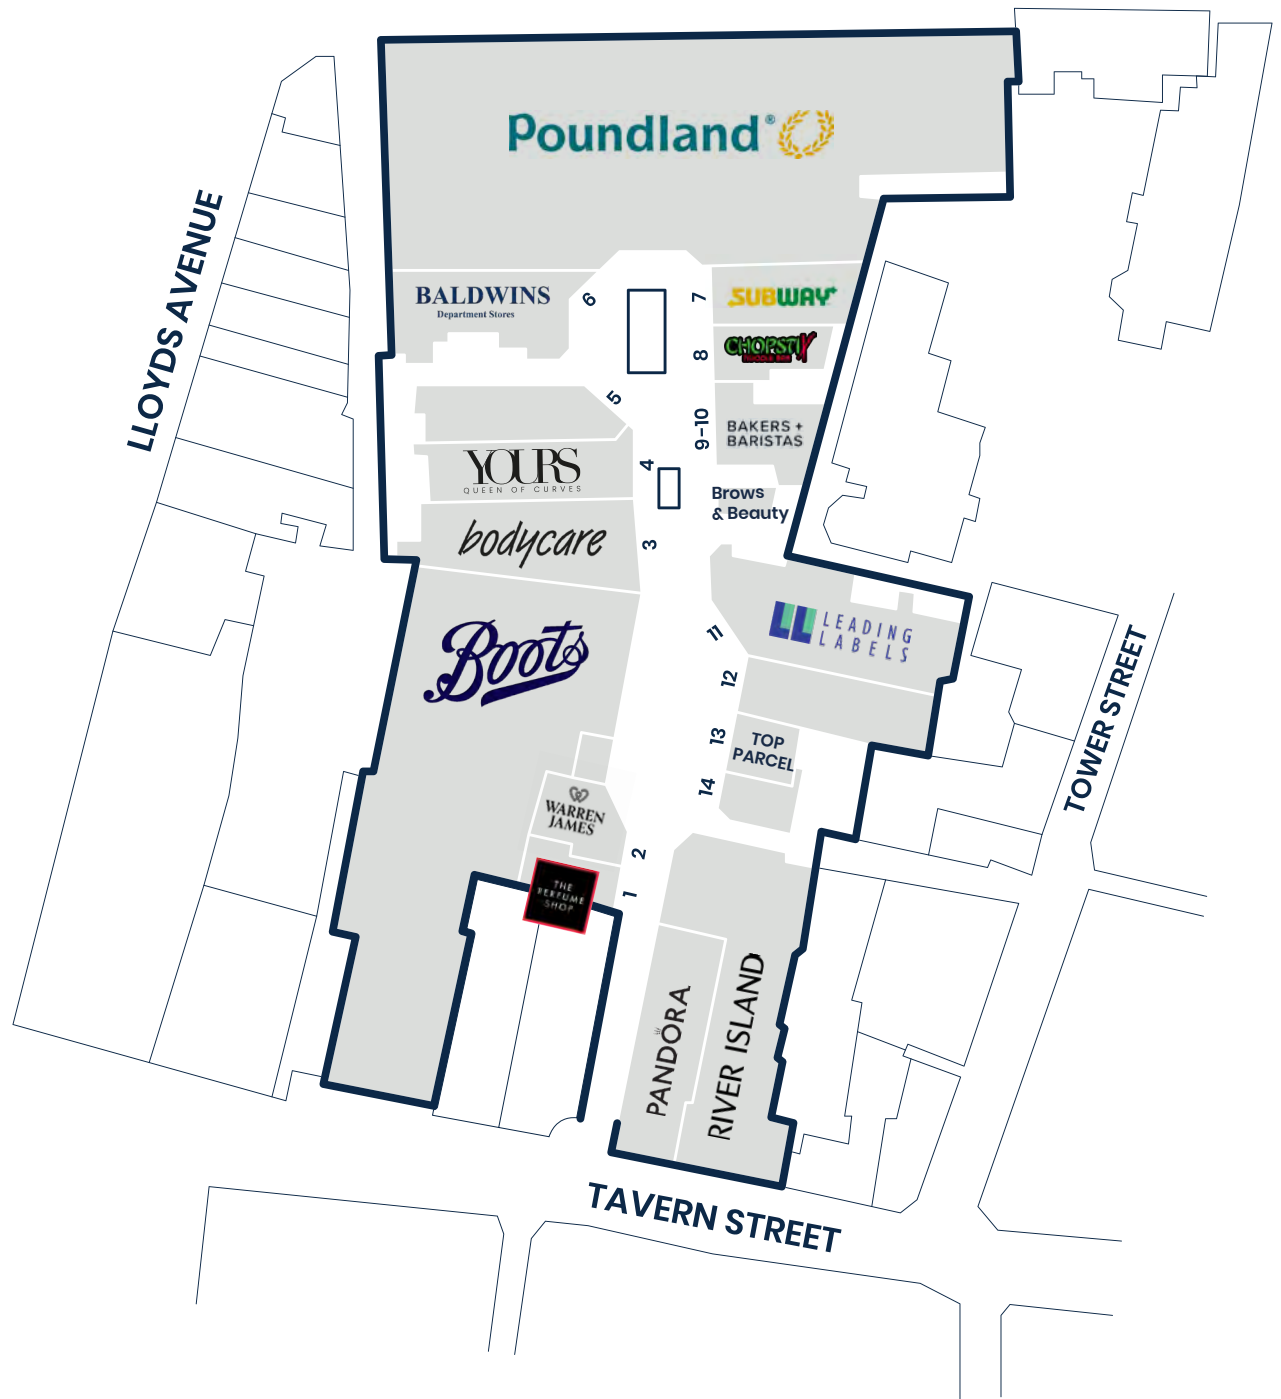 Poundland®
LLOYDS AVENUE
BALDWINS
Department Stores
6
7
SUBWAY
8
CHOPSTIX
NOODLE BAR
5
9-10
BAKERS +
BARISTAS
4
YOURS
QUEEN OF CURVES
Brows
& Beauty
3
bodycare
Boots
11
LEADING
LABELS
12
13
TOP
PARCEL
14
TOWER STREET
WARREN
JAMES
2
1
THE
PERFUME
SHOP
PANDORA
RIVER ISLAND
TAVERN STREET